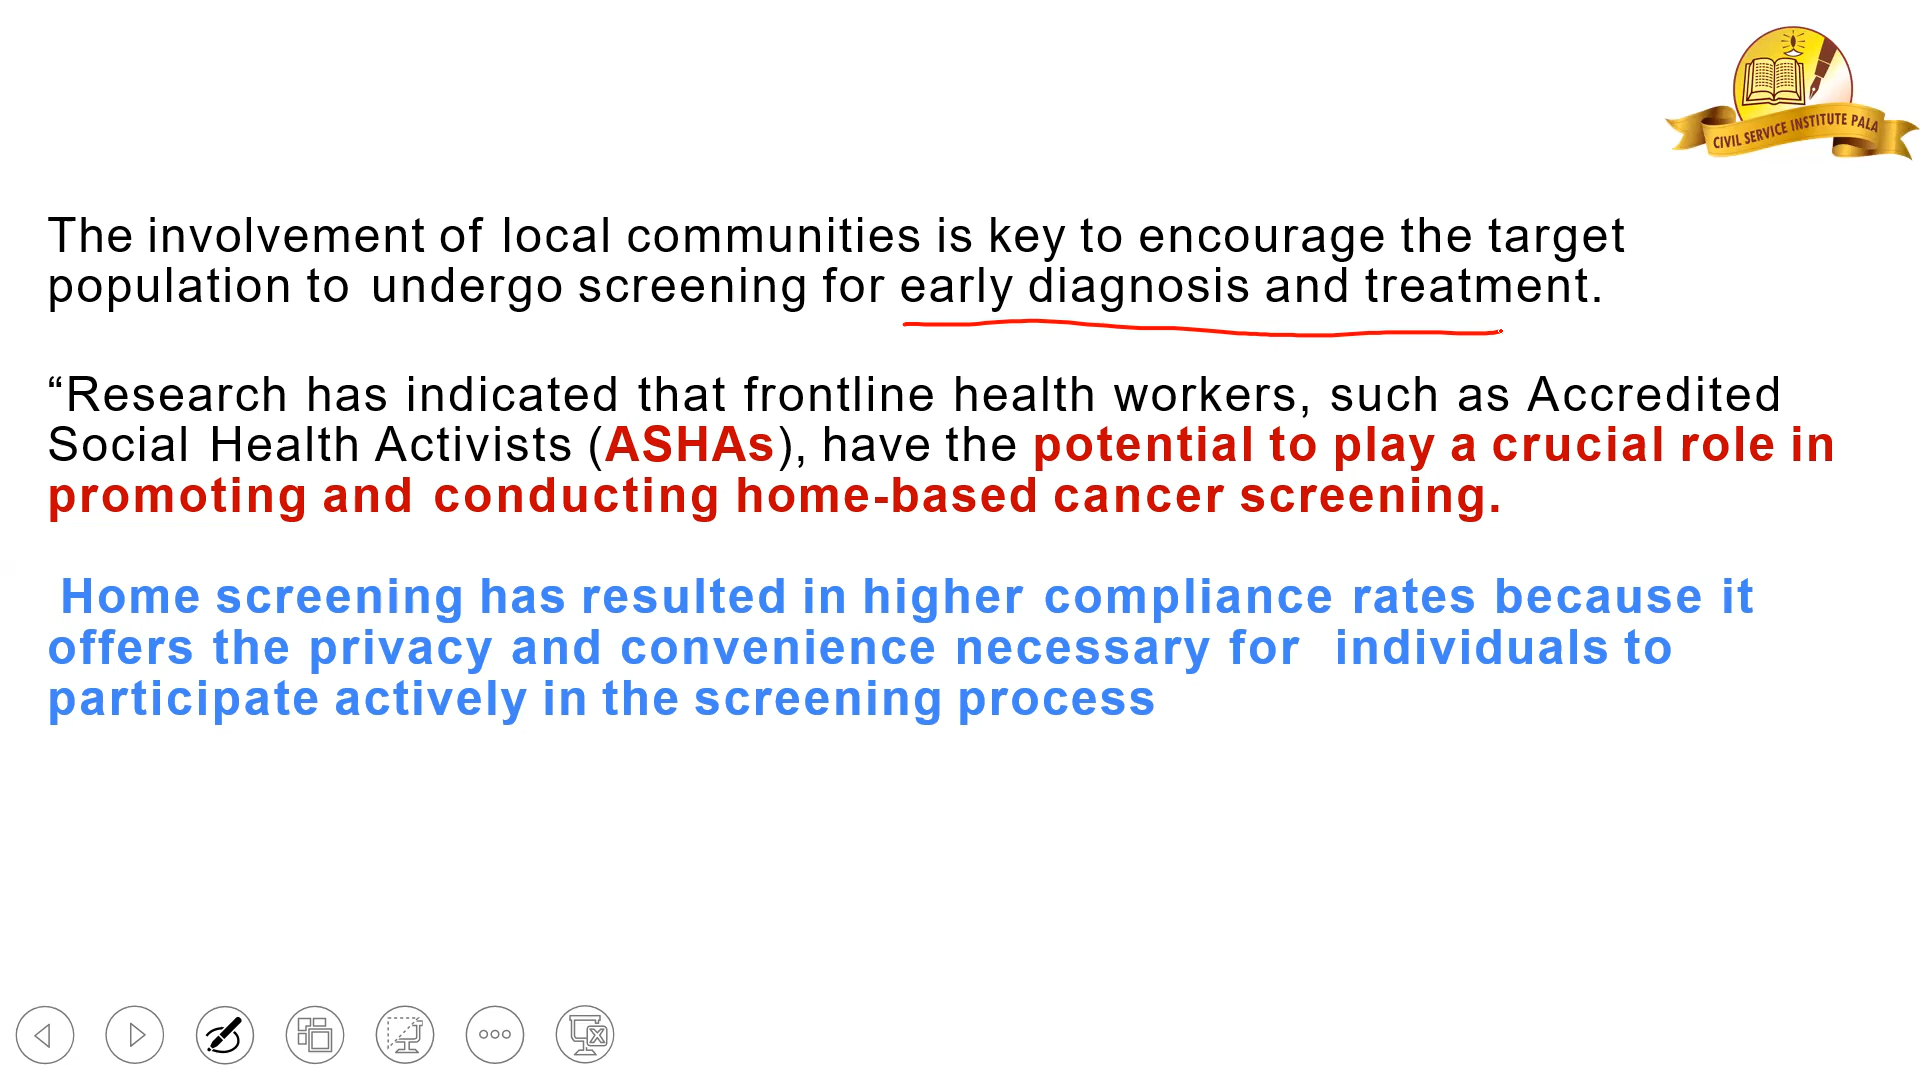 CIVIL SERVICE INSTITUTE PALA
The involvement of local communities is key to encourage the target
population to undergo screening for early diagnosis and treatment.
“Research has indicated that frontline health workers, such as Accredited
Social Health Activists (ASHAs), have the potential to play a crucial role in
promoting and conducting home-based cancer screening.
Home screening has resulted in higher compliance rates because it
offers the privacy and convenience necessary for individuals to
participate actively in the screening process